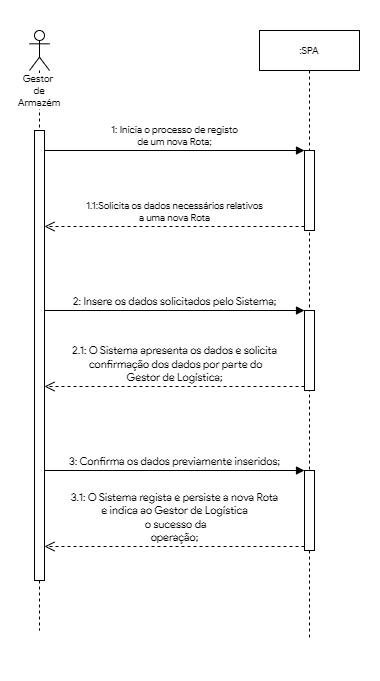 :SPA
Gestor
de
Armazém
1: Inicia o processo de registo
de um nova Rota;
1.1:Solicita os dados necessários relativos
a uma nova Rota
2: Insere os dados solicitados pelo Sistema;
2.1: O Sistema apresenta os dados e solicita
confirmação dos dados por parte do
Gestor de Logística;
3: Confirma os dados previamente inseridos;
3.1: O Sistema regista e persiste a nova Rota
e indica ao Gestor de Logística
o sucesso da
operação;